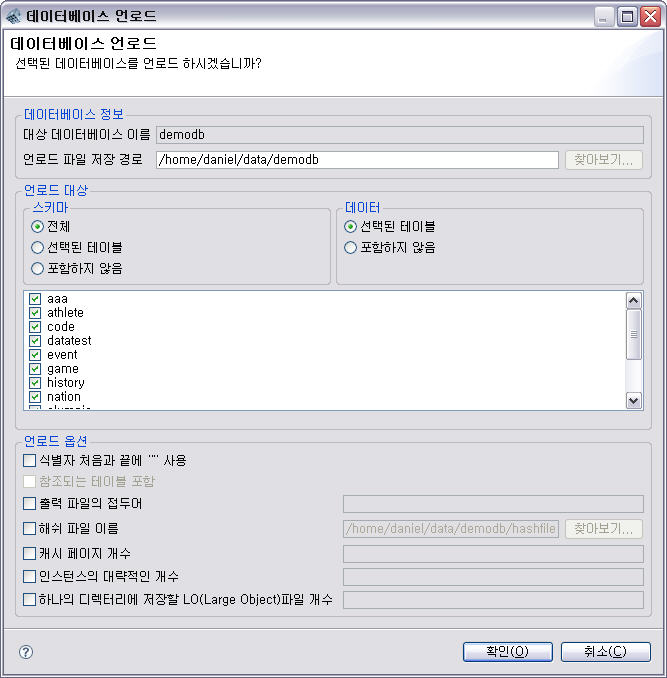 데이터베이스 언로드
데이터베이스 언로드
선택된 데이터베이스를 언로드 하시겠습니까?
데이터베이스 정보
대상 데이터베이스 이름 demodb
언로드 파일 저장 경로 /home/daniel/data/demodb 찾아보기...
언로드 대상
스키마
전체
선택된 테이블
포함하지 않음
데이터
선택된 테이블
포함하지 않음
aaa
athlete
code
datatest
event
game
history
nation
언로드 옵션
식별자 처음과 끝에 "" 사용
참조되는 테이블 포함
출력 파일의 접두어
해쉬 파일 이름 /home/daniel/data/demodb/hashfile 찾아보기...
캐시 페이지 개수
인스턴스의 대략적인 개수
하나의 디렉터리에 저장할 LO(Large Object)파일 개수
확인(O) 취소(C)